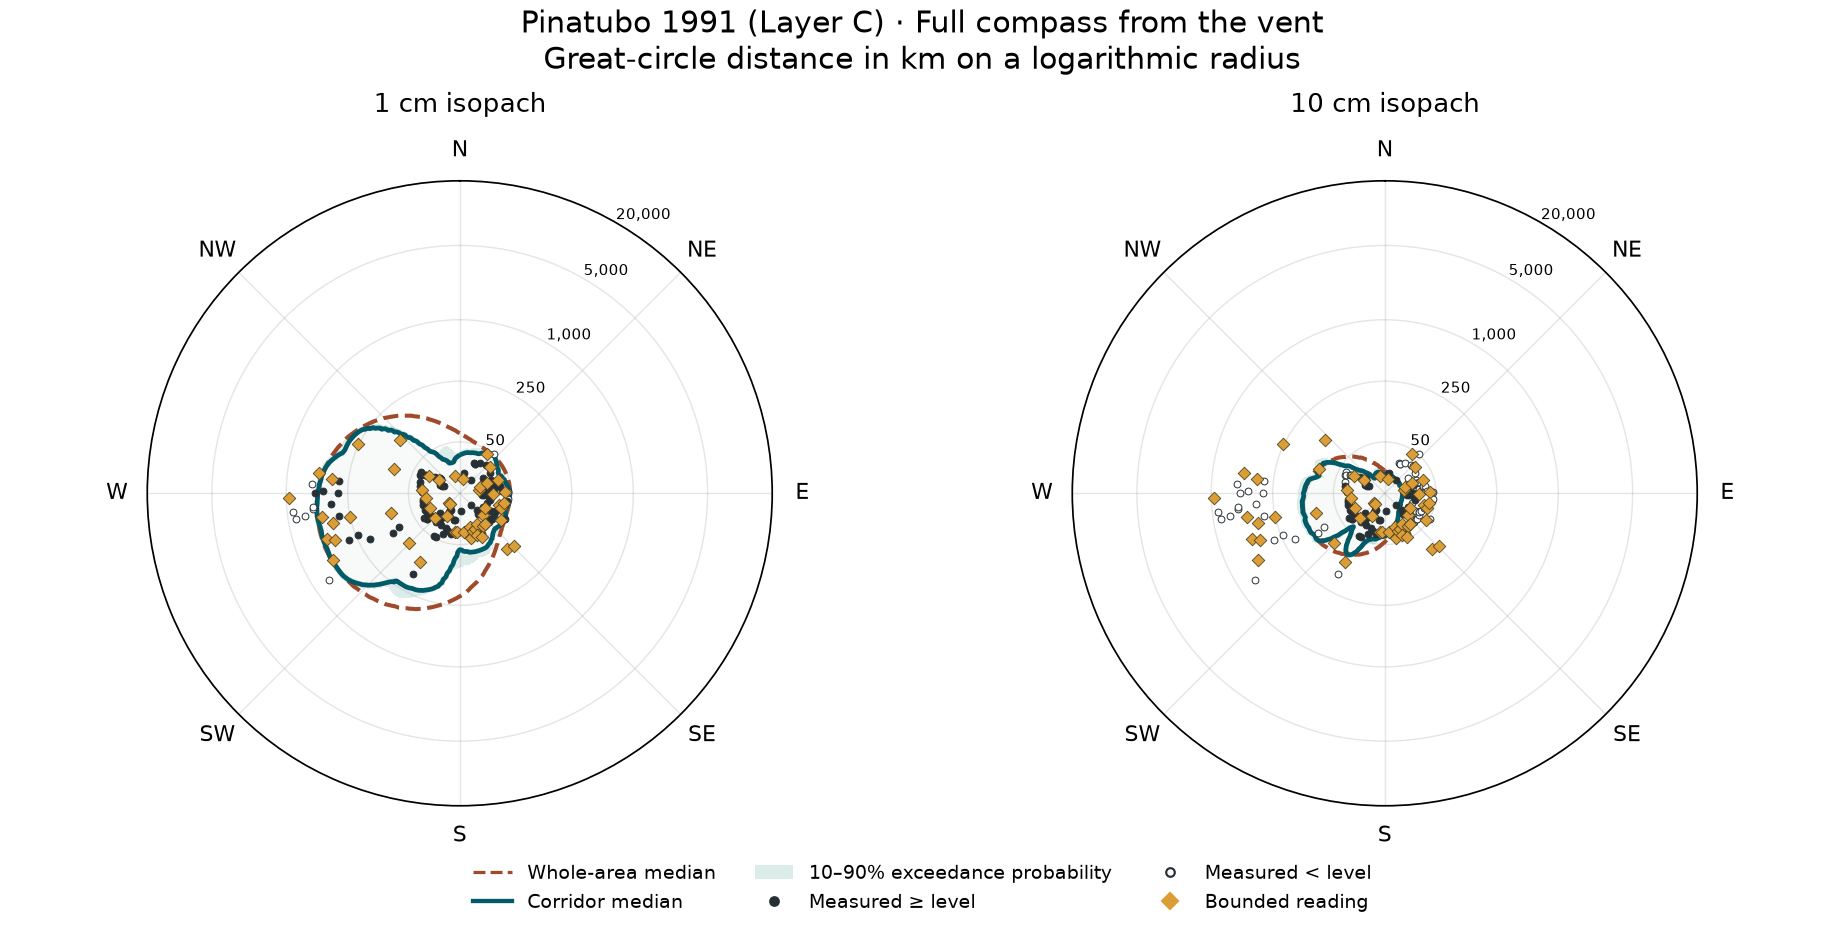 Pinatubo 1991 (Layer C) · Full compass from the vent
Great-circle distance in km on a logarithmic radius
1 cm isopach
N
NE
E
SE
S
SW
W
NW
20,000
5,000
1,000
250
50
10 cm isopach
N
NE
E
SE
S
SW
W
NW
20,000
5,000
1,000
250
50
Whole-area median
Corridor median
10–90% exceedance probability
Measured ≥ level
Measured < level
Bounded reading